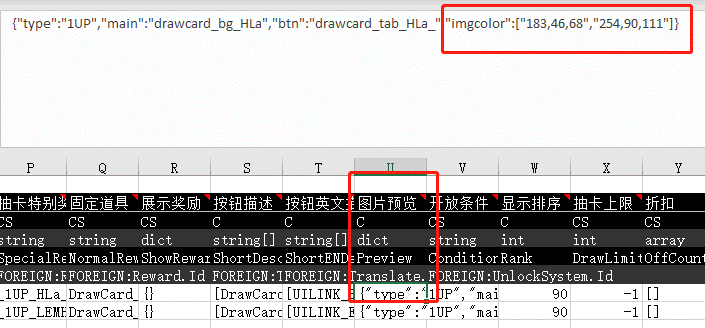 {"type":"1UP","main":"drawcard_bg_HLa","btn":"drawcard_tab_HLa_","imgcolor":["183,46,68","254,90,111"]}
P Q R S T U V W X Y
抽卡特别奖 固定道具 展示奖励 按钮描述 按钮英文 图片预览 开放条件 显示排序 抽卡上限 折扣
CS CS CS C C C CS C CS CS
string string dict string[] string[] dict string int int array
SpecialRe NormalRew ShowRewar ShortDesc ShortENDe Preview Condition Rank DrawLimit OffCount
FOREIGN:F FOREIGN:Reward.Id FOREIGN:T FOREIGN:Translate. FOREIGN:UnlockSystem.Id
_1UP_HLa_ DrawCard_ {} [DrawCard [UILINK_ {"type":"1UP","mai 90 -1 []
_1UP_LEMH DrawCard_ {} [DrawCard [UILINK_ {"type":"1UP","mai 90 -1 []